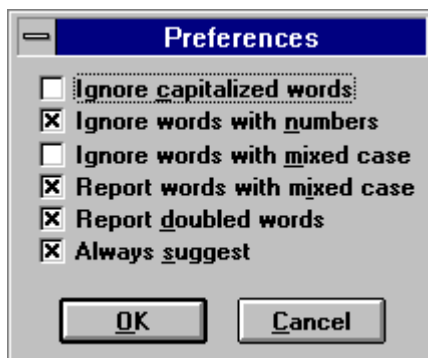 Preferences
Ignore capitalized words
Ignore words with numbers
Ignore words with mixed case
Report words with mixed case
Report doubled words
Always suggest
OK Cancel